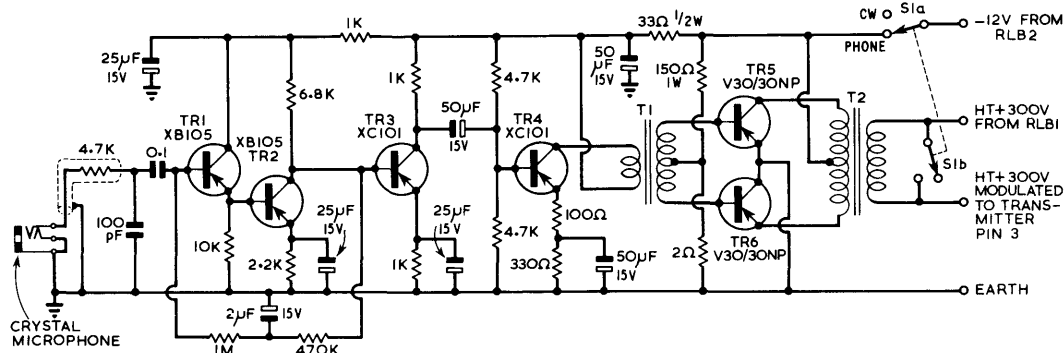 1K
33Ω 1/2W
CW
S1a
PHONE
-12V FROM
RLB2
25µF
15V
6.8K
1K
50µF
15V
4.7K
50
µF
15V
150Ω
1W
TR5
V30/30NP
T1
T2
HT+300V
FROM RLB1
TR1
XB105
XB105
TR2
TR3
XC101
TR4
XC101
4.7K
0.1
S1b
HT+300V
MODULATED
TO TRANS-
MITTER
PIN 3
100
pF
10K
2.2K
25µF
15V
1K
25µF
15V
4.7K
100Ω
330Ω
50µF
15V
2Ω
TR6
V30/30NP
EARTH
CRYSTAL
MICROPHONE
2µF
15V
1M
470K